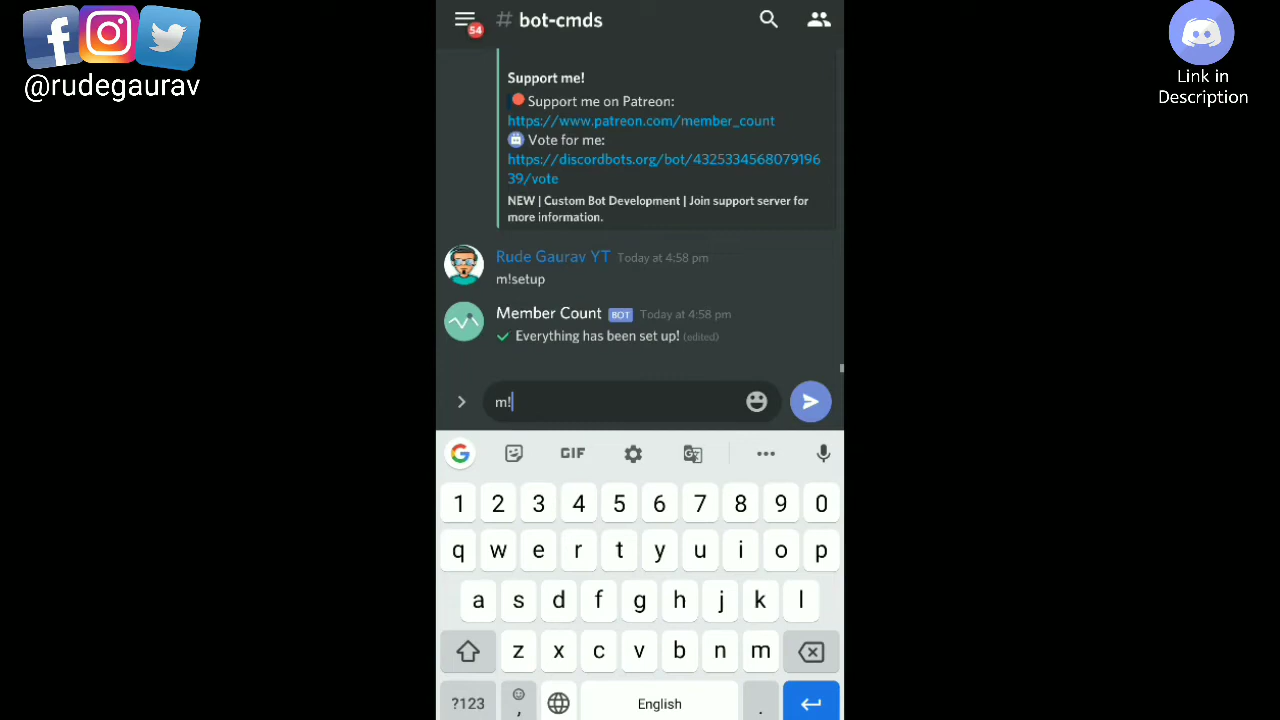 @rudegaurav
Link in
Description
54
# bot-cmds
Support me!
Support me on Patreon:
https://www.patreon.com/member_count
Vote for me:
https://discordbots.org/bot/4325334568079196
39/vote
NEW | Custom Bot Development | Join support server for
more information.
Rude Gaurav YT Today at 4:58 pm
m!setup
Member Count BOT Today at 4:58 pm
Everything has been set up! (edited)
m!
G GIF G
1 2 3 4 5 6 7 8 9 0
q w e r t y u i o p
a s d f g h j k l
z x c v b n m
?123 , English .